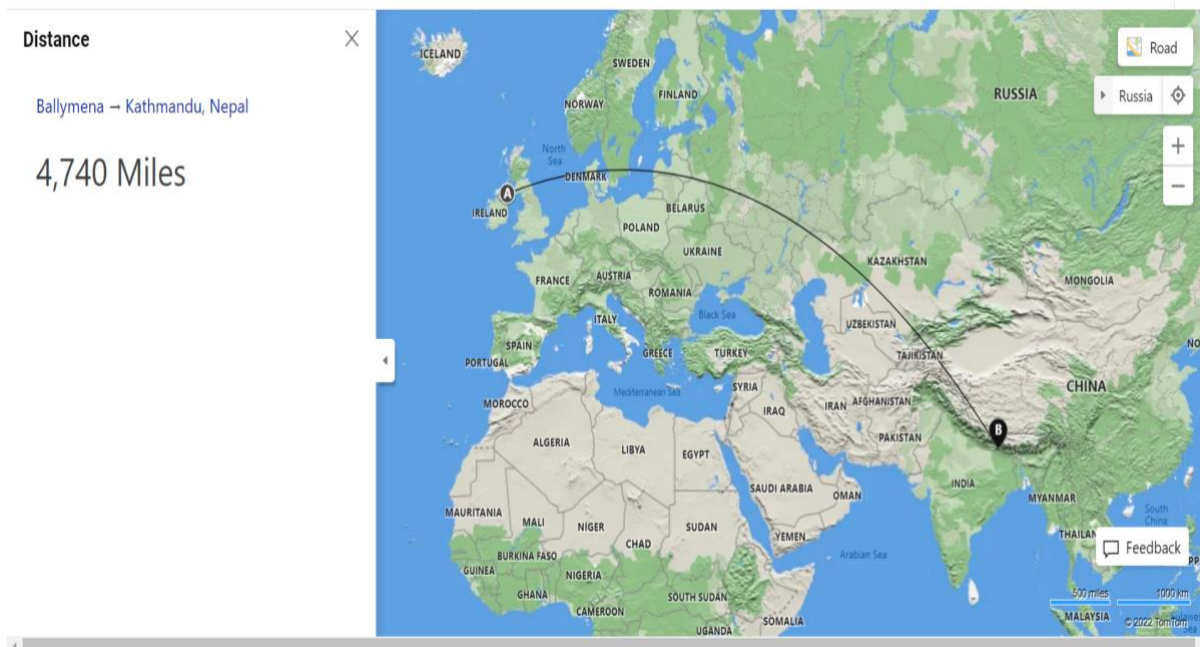 Distance
Ballymena → Kathmandu, Nepal
4,740 Miles
Road
Russia
Feedback
ICELAND
SWEDEN
FINLAND
NORWAY
RUSSIA
North
Sea
DENMARK
IRELAND
BELARUS
POLAND
UKRAINE
KAZAKHSTAN
FRANCE
AUSTRIA
ROMANIA
MONGOLIA
ITALY
Black Sea
UZBEKISTAN
SPAIN
PORTUGAL
GREECE
TURKEY
TAJIKISTAN
Mediterranean Sea
SYRIA
CHINA
MOROCCO
IRAQ
IRAN
AFGHANISTAN
ALGERIA
LIBYA
EGYPT
PAKISTAN
SAUDI ARABIA
OMAN
INDIA
MYANMAR
MAURITANIA
MALI
NIGER
SUDAN
CHAD
YEMEN
Arabian Sea
South
China
THAILAN
BURKINA FASO
GUINEA
NIGERIA
GHANA
CAMEROON
SOUTH SUDAN
SOMALIA
UGANDA
MALAYSIA
A
B
NO
PP
500 miles
1000 km
© 2022 TomTom
Sea